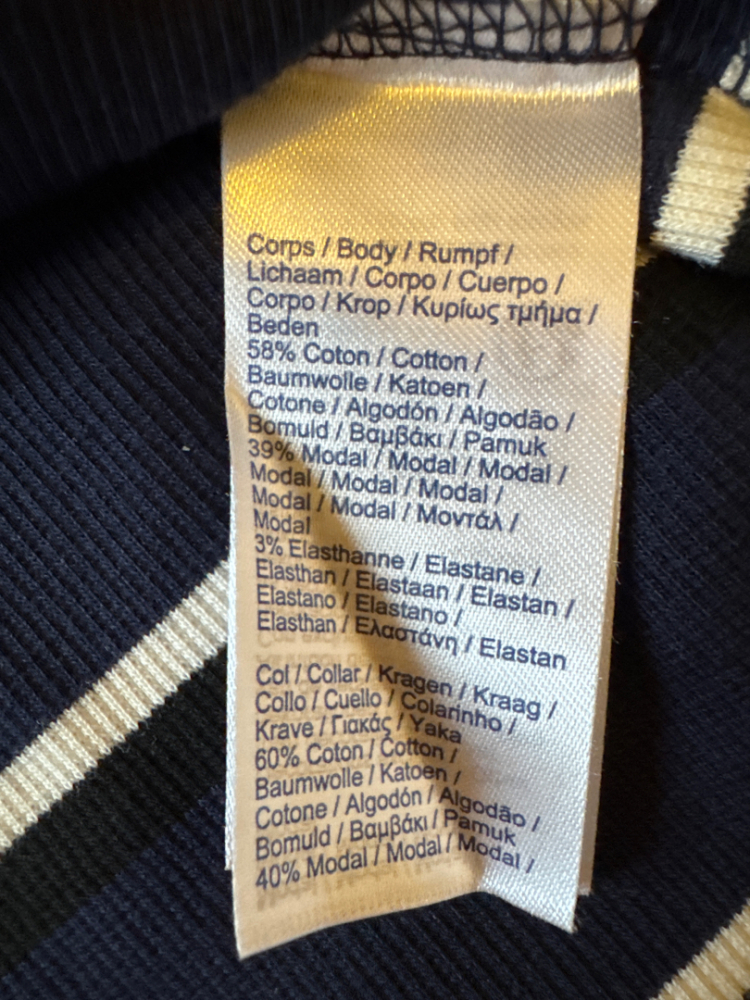 Corps / Body / Rumpf /
Lichaam / Corpo / Cuerpo /
Corpo / Krop / Κυρίως τμήμα /
Beden
58% Coton / Cotton /
Baumwolle / Katoen /
Cotone / Algodón / Algodão /
Bomuld / Βαμβάκι / Pamuk
39% Modal / Modal / Modal /
Modal / Modal / Modal /
Modal / Modal / Μοντάλ /
Modal
3% Elasthanne / Elastane /
Elasthan / Elastaan / Elastan /
Elastano / Elastano /
Elasthan / Ελαστάνη / Elastan
Col / Collar / Kragen / Kraag /
Collo / Cuello / Colarinho /
Krave / Γιακάς / Yaka
60% Coton / Cotton /
Baumwolle / Katoen /
Cotone / Algodón / Algodão /
Bomuld / Βαμβάκι / Pamuk
40% Modal / Modal / Modal /